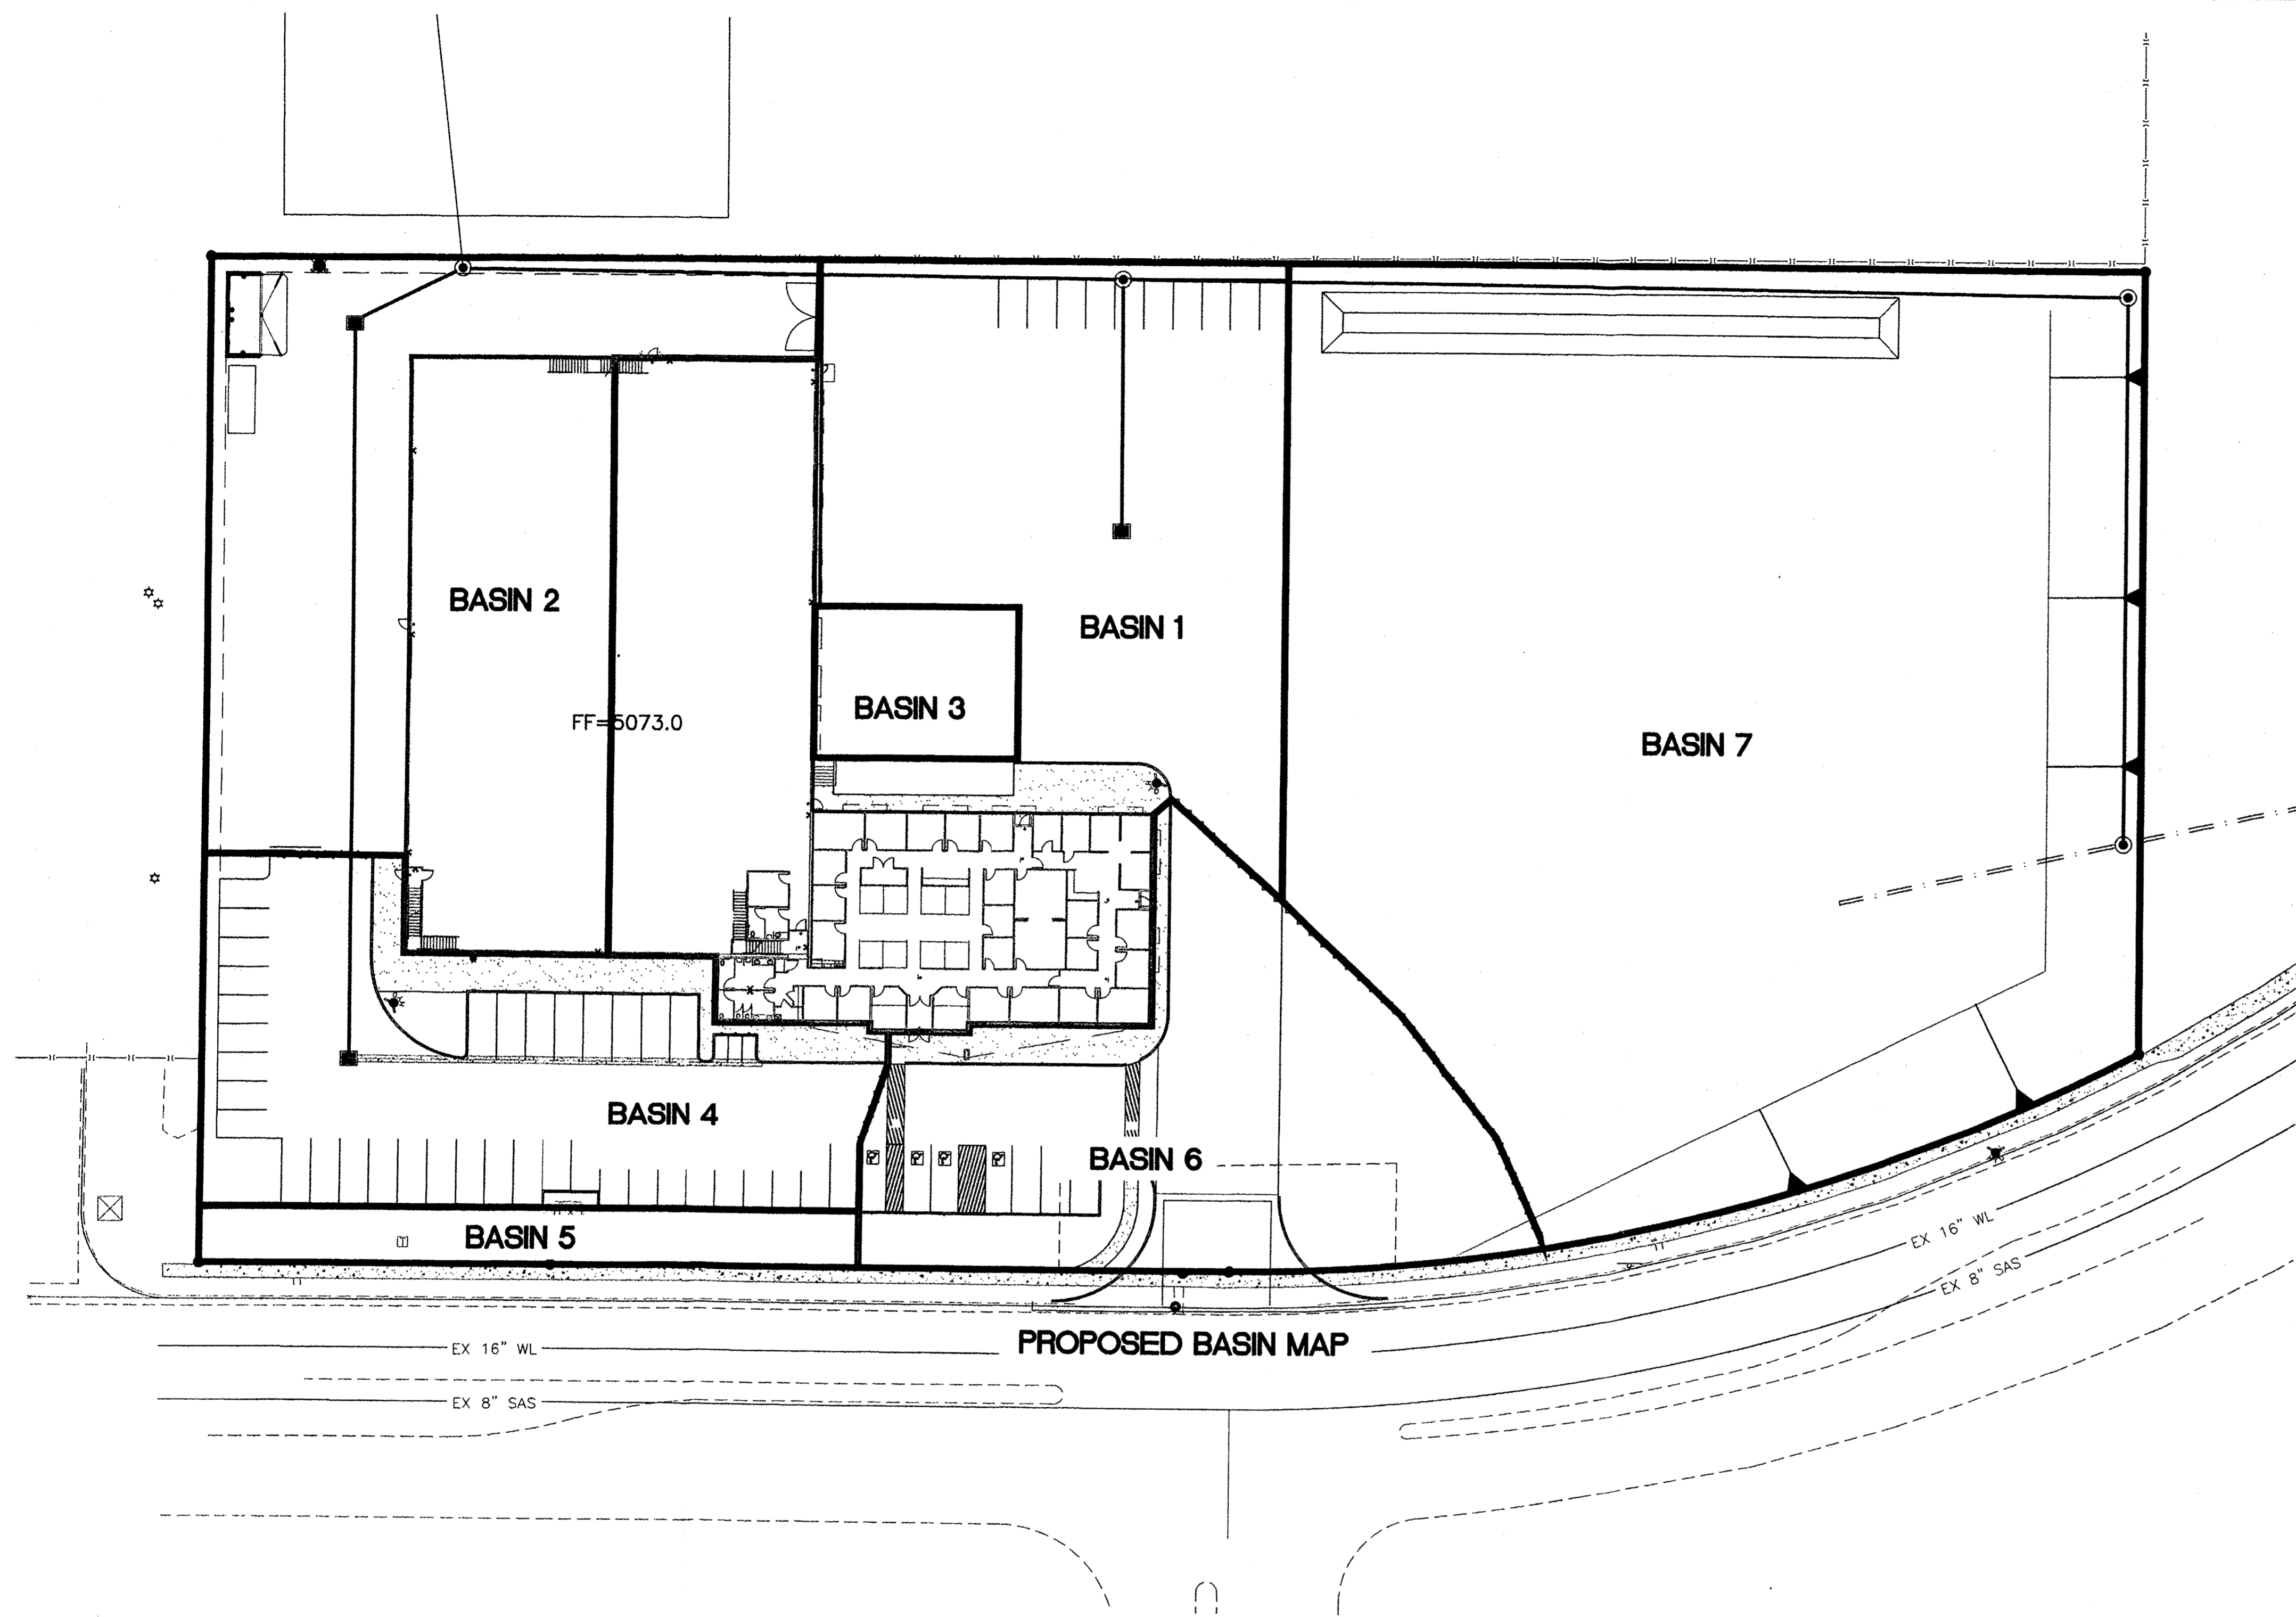 BASIN 2
BASIN 1
BASIN 3
FF=5073.0
BASIN 7
BASIN 4
BASIN 6
BASIN 5
EX 16" WL
EX 8" SAS
PROPOSED BASIN MAP
EX 16" WL
EX 8" SAS